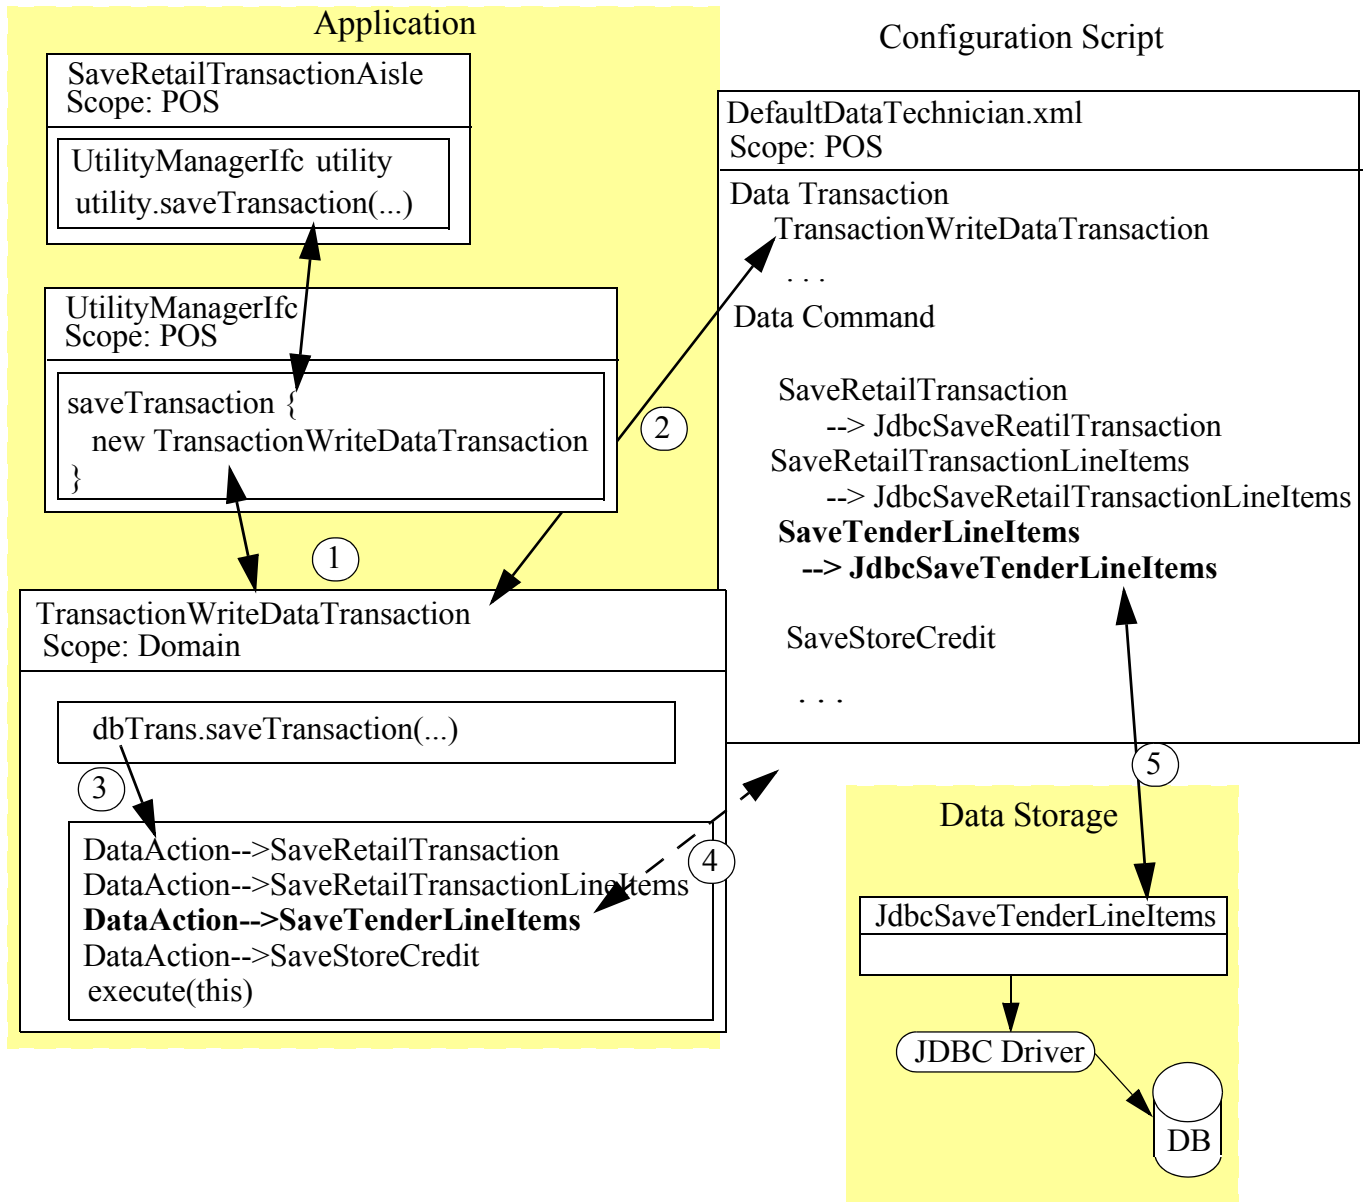 Application
SaveRetailTransactionAisle
Scope: POS
UtilityManagerIfc utility
utility.saveTransaction(...)
UtilityManagerIfc
Scope: POS
saveTransaction {
new TransactionWriteDataTransaction
}
1
2
TransactionWriteDataTransaction
Scope: Domain
dbTrans.saveTransaction(...)
3
DataAction-->SaveRetailTransaction
DataAction-->SaveRetailTransactionLineItems
DataAction-->SaveTenderLineItems
DataAction-->SaveStoreCredit
execute(this)
4
Configuration Script
DefaultDataTechnician.xml
Scope: POS
Data Transaction
TransactionWriteDataTransaction
. . .
Data Command
SaveRetailTransaction
--> JdbcSaveReatilTransaction
SaveRetailTransactionLineItems
--> JdbcSaveRetailTransactionLineItems
SaveTenderLineItems
--> JdbcSaveTenderLineItems
SaveStoreCredit
. . .
5
Data Storage
JdbcSaveTenderLineItems
JDBC Driver
DB